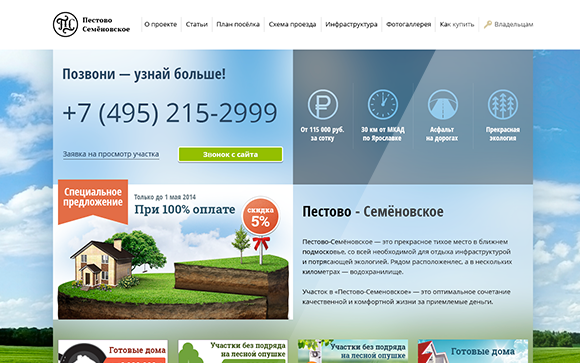 Пестово
Семёновское
О проекте
Статьи
План посёлка
Схема проезда
Инфраструктура
Фотогаллерея
Как купить
Владельцам
Позвони — узнай больше!
+7 (495) 215-2999
Заявка на просмотр участка
Звонок с сайта
От 115 000 руб.
за сотку
30 км от МКАД
по Ярославке
Асфальт
на дорогах
Прекрасная
экология
Специальное
предложение
Только до 1 мая 2014
При 100% оплате
скидка
5%
Пестово - Семёновское
Пестово-Семёновское — это прекрасное тихое место в ближнем
подмосковье, со всей необходимой для отдыха инфраструктурой
и потрясающей экологией. Рядом расположенлес, а в нескольких
километрах — водохранилище.
Участок в «Пестово-Семеновское» — это оптимальное сочетание
качественной и комфортной жизни за приемлемые деньги.
Готовые дома
Участки без подряда
на лесной опушке
Участки без подряда
на лесной опушке
Готовые дома